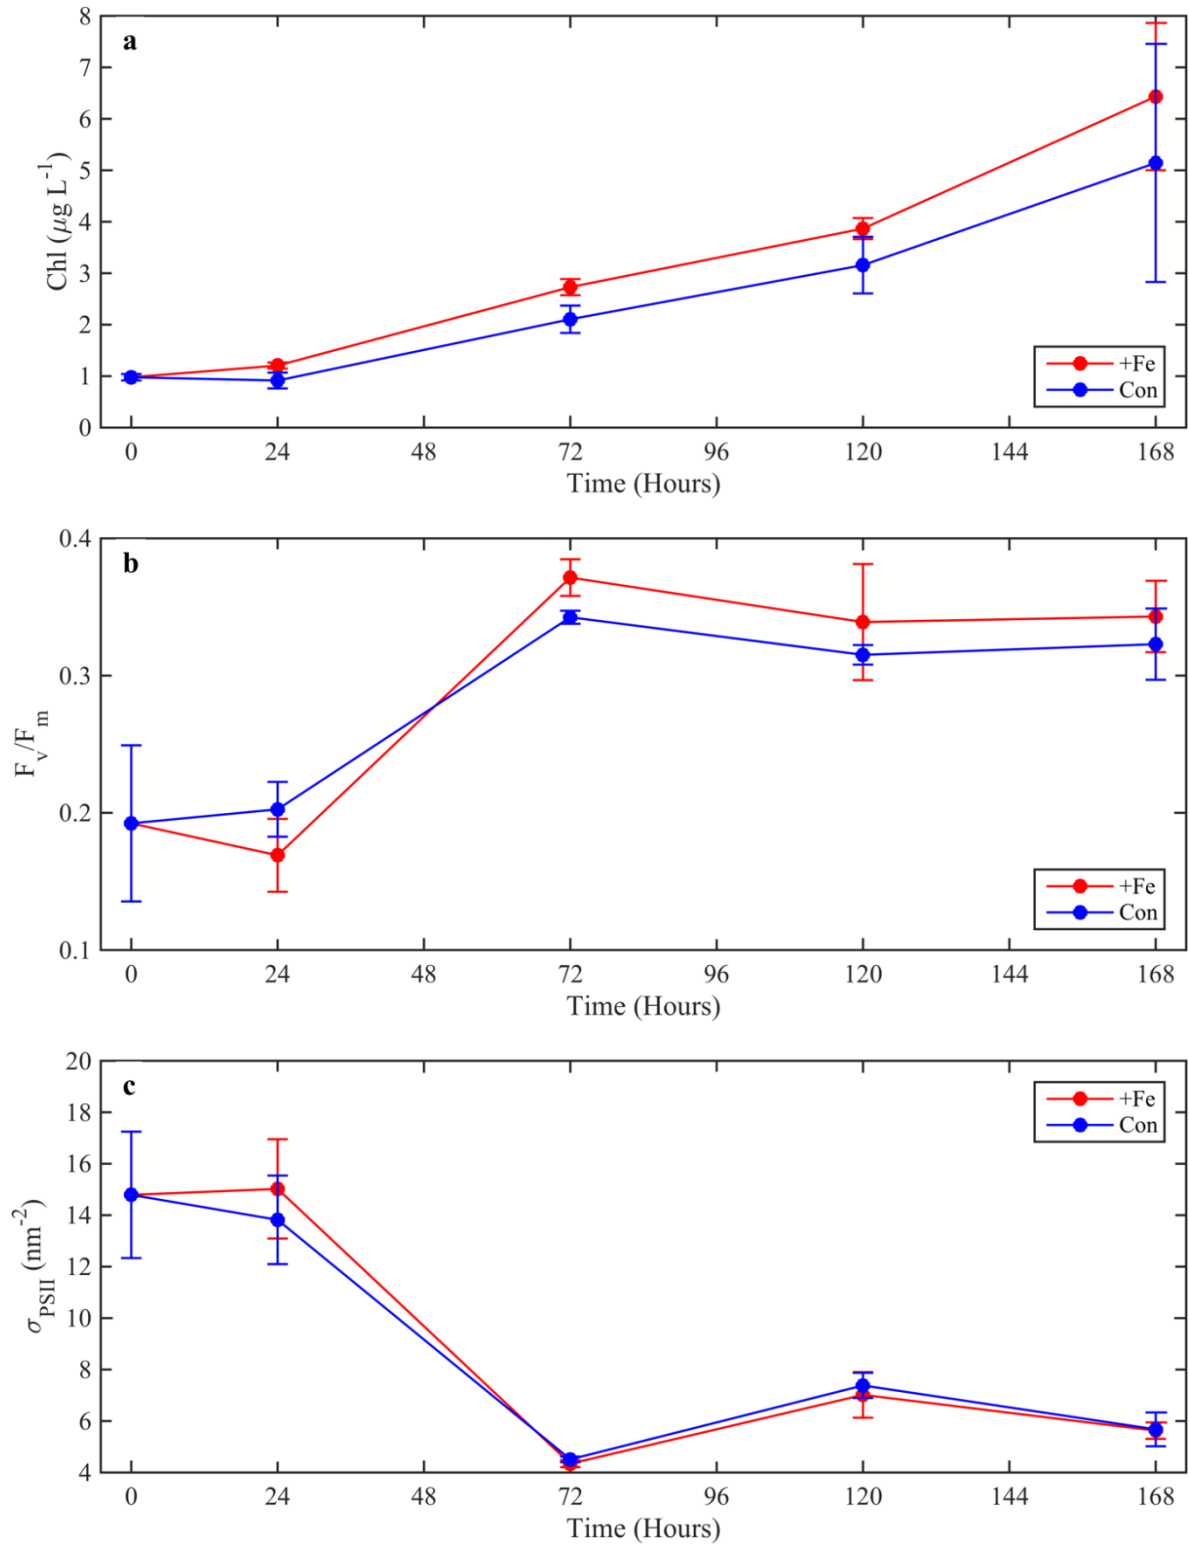 a
8
7
6
5
4
3
2
1
0
Chl (μg L⁻¹)
+Fe
Con
0 24 48 72 96 120 144 168
Time (Hours)
b
0.4
0.3
0.2
0.1
Fv/Fm
+Fe
Con
0 24 48 72 96 120 144 168
Time (Hours)
c
20
18
16
14
12
10
8
6
4
σPSII (nm⁻²)
+Fe
Con
0 24 48 72 96 120 144 168
Time (Hours)